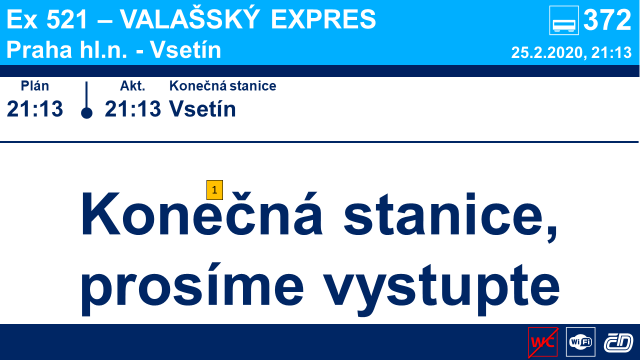 Ex 521 – VALAŠSKÝ EXPRES
372
Praha hl.n. - Vsetín
25.2.2020, 21:13
Plán
Akt.
Konečná stanice
21:13
21:13
Vsetín
1
Konečná stanice,
prosíme vystupte
WC
WiFi
ČD